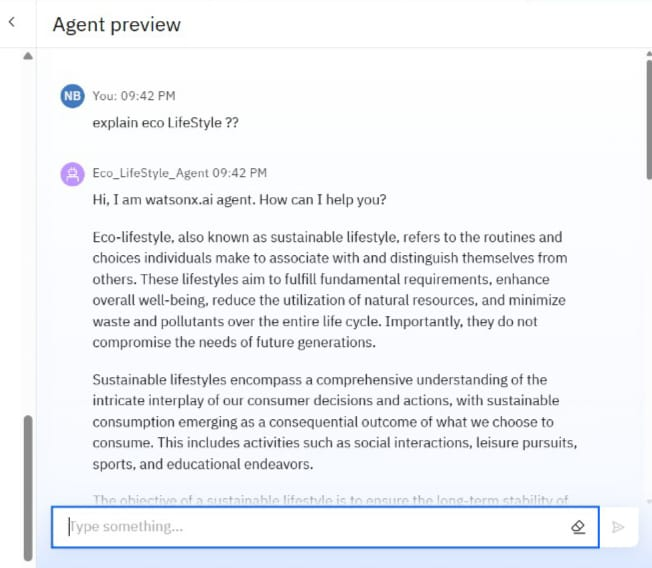 Agent preview
NB You: 09:42 PM
explain eco LifeStyle ??
Eco_LifeStyle_Agent 09:42 PM
Hi, I am watsonx.ai agent. How can I help you?
Eco-lifestyle, also known as sustainable lifestyle, refers to the routines and
choices individuals make to associate with and distinguish themselves from
others. These lifestyles aim to fulfill fundamental requirements, enhance
overall well-being, reduce the utilization of natural resources, and minimize
waste and pollutants over the entire life cycle. Importantly, they do not
compromise the needs of future generations.
Sustainable lifestyles encompass a comprehensive understanding of the
intricate interplay of our consumer decisions and actions, with sustainable
consumption emerging as a consequential outcome of what we choose to
consume. This includes activities such as social interactions, leisure pursuits,
sports, and educational endeavors.
The objective of a sustainable lifestyle is to ensure the long-term stability of
Type something...